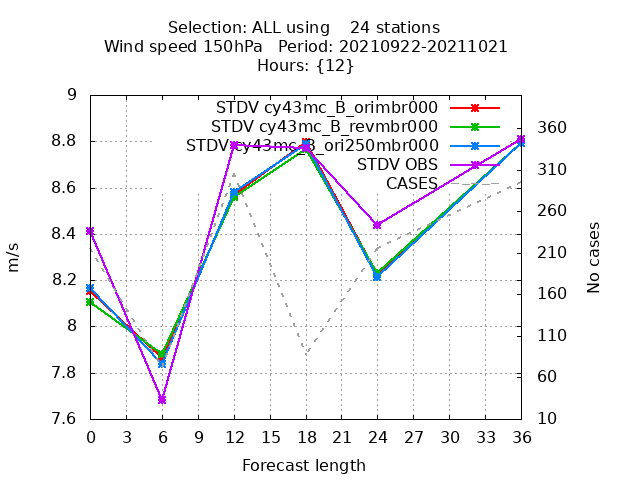 Selection: ALL using    24 stations
Wind speed 150hPa   Period: 20210922-20211021
Hours: {12}
STDV cy43mc_B_orimbr000
STDV cy43mc_B_revmbr000
STDV cy43mc_B_ori250mbr000
STDV OBS
CASES
9
8.8
8.6
8.4
8.2
8
7.8
7.6
m/s
360
310
260
210
160
110
60
10
No cases
0 3 6 9 12 15 18 21 24 27 30 33 36
Forecast length